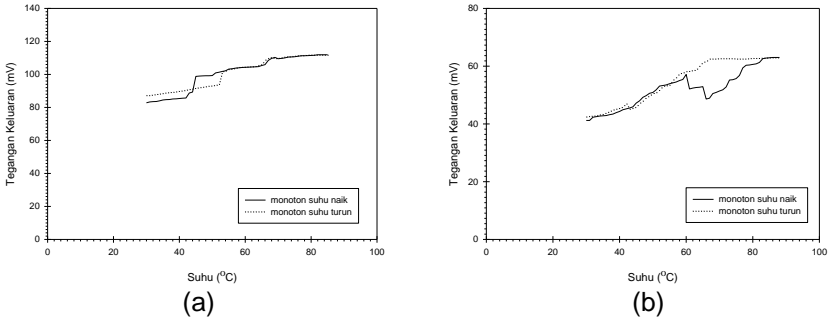 140
120
100
80
60
40
20
0
Tegangan Keluaran (mV)
monoton suhu naik
monoton suhu turun
0 20 40 60 80 100
Suhu (⁰C)
(a)
80
60
40
20
0
Tegangan Keluaran (mV)
monoton suhu naik
monoton suhu turun
0 20 40 60 80 100
Suhu (⁰C)
(b)